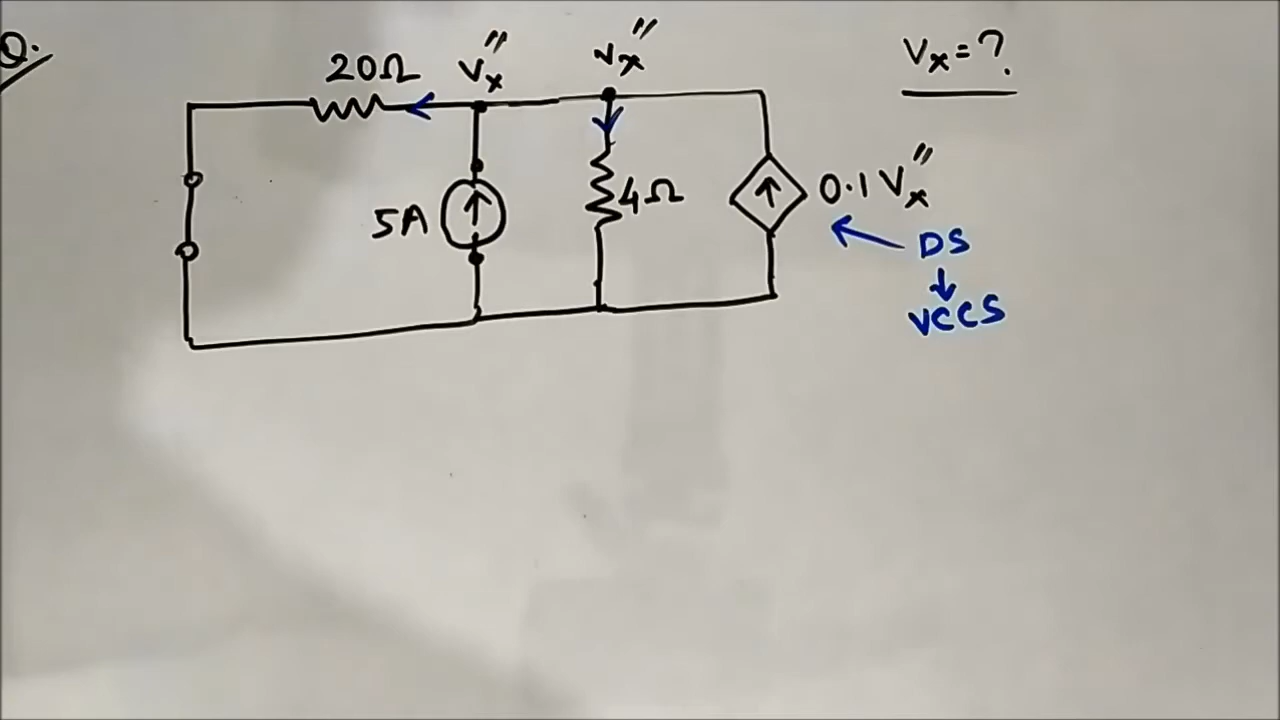 Q.
20Ω Vx'' Vx'' Vx = ?
5A 4Ω 0.1 Vx''
DS
VCCS